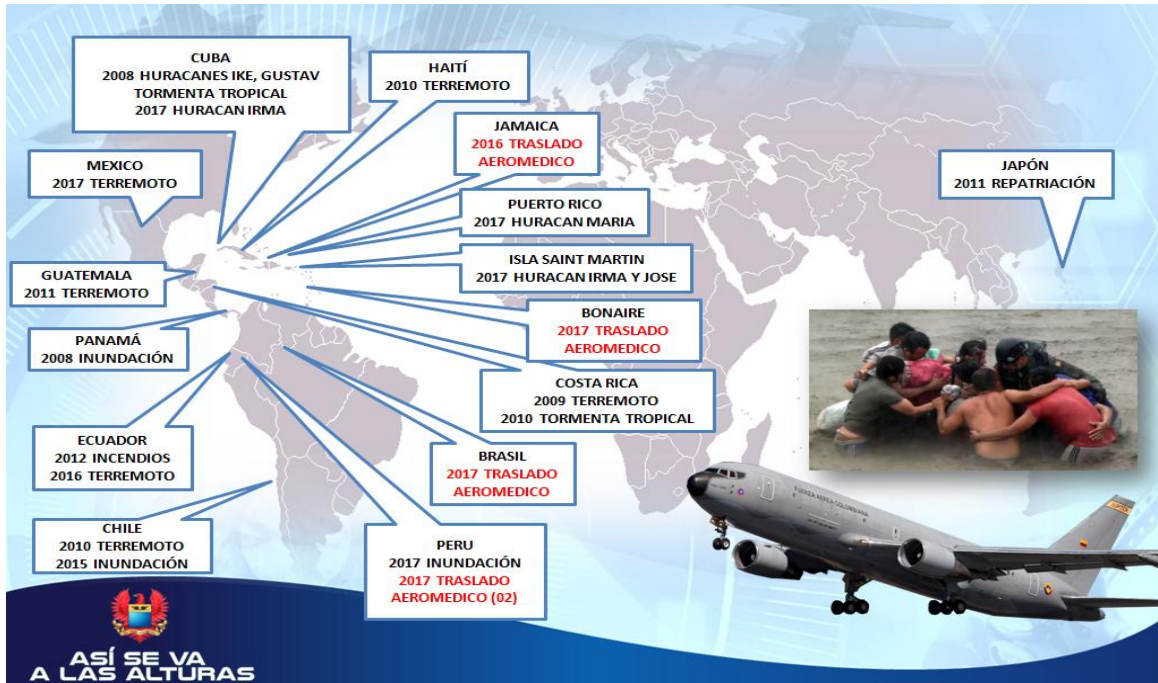 CUBA
2008 HURACANES IKE, GUSTAV
TORMENTA TROPICAL
2017 HURACAN IRMA
HAITÍ
2010 TERREMOTO
JAMAICA
2016 TRASLADO
AEROMEDICO
MEXICO
2017 TERREMOTO
JAPÓN
2011 REPATRIACIÓN
PUERTO RICO
2017 HURACAN MARIA
ISLA SAINT MARTIN
2017 HURACAN IRMA Y JOSE
GUATEMALA
2011 TERREMOTO
BONAIRE
2017 TRASLADO
AEROMEDICO
PANAMÁ
2008 INUNDACIÓN
COSTA RICA
2009 TERREMOTO
2010 TORMENTA TROPICAL
ECUADOR
2012 INCENDIOS
2016 TERREMOTO
BRASIL
2017 TRASLADO
AEROMEDICO
CHILE
2010 TERREMOTO
2015 INUNDACIÓN
PERU
2017 INUNDACIÓN
2017 TRASLADO
AEROMEDICO (02)
FUERZA AEREA COLOMBIANA
ASÍ SE VA
A LAS ALTURAS